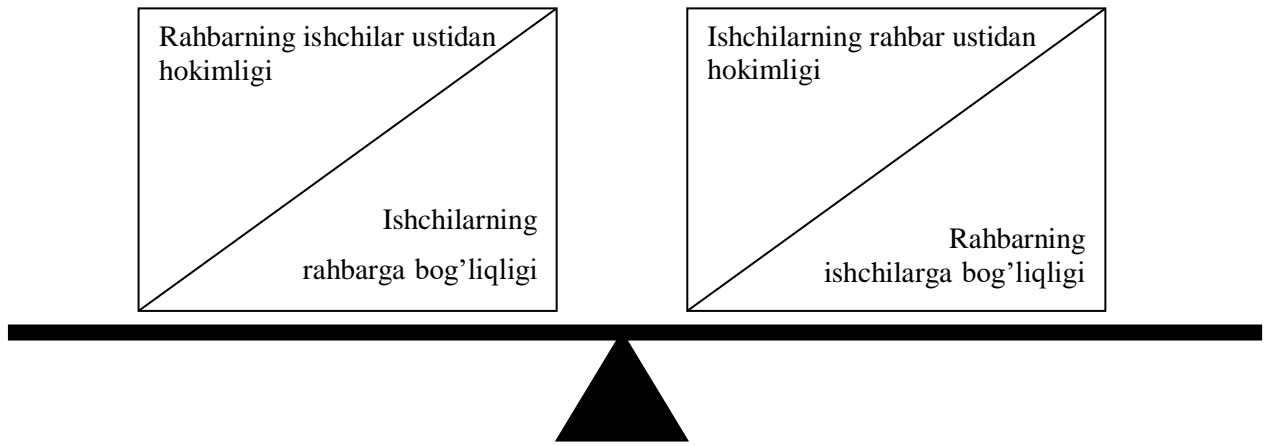 Rahbarning ishchilar ustidan
hokimligi
Ishchilarning
rahbarga bog’liqligi
Ishchilarning rahbar ustidan
hokimligi
Rahbarning
ishchilarga bog’liqligi